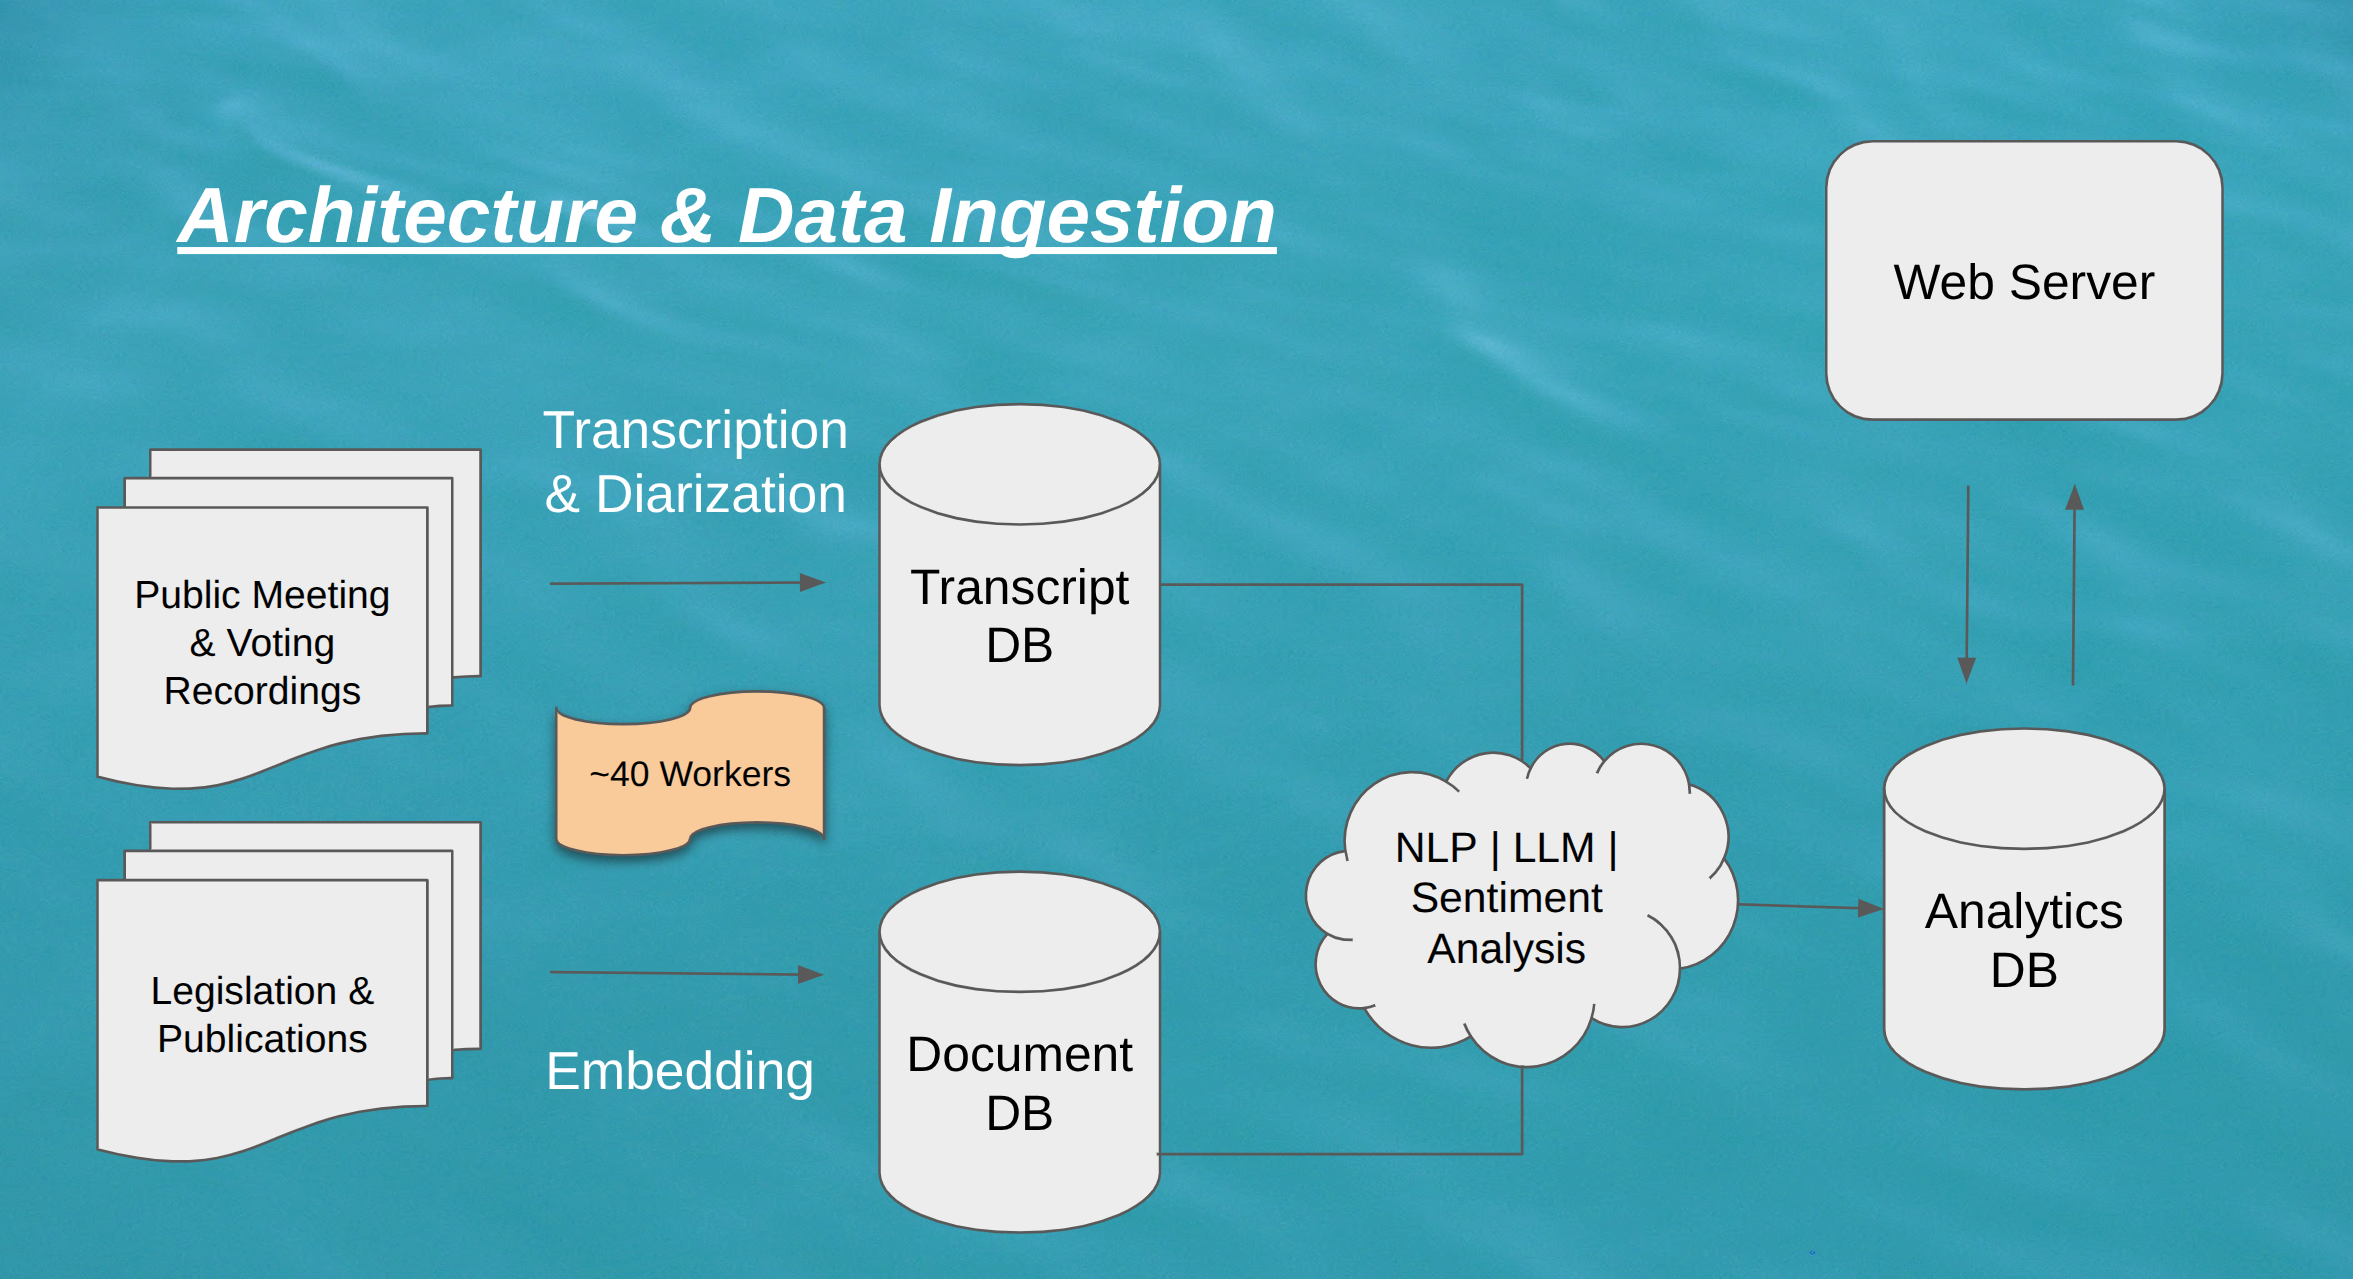 Architecture & Data Ingestion
Web Server
Transcription
& Diarization
Public Meeting
& Voting
Recordings
Transcript
DB
~40 Workers
NLP | LLM |
Sentiment
Analysis
Analytics
DB
Legislation &
Publications
Embedding
Document
DB